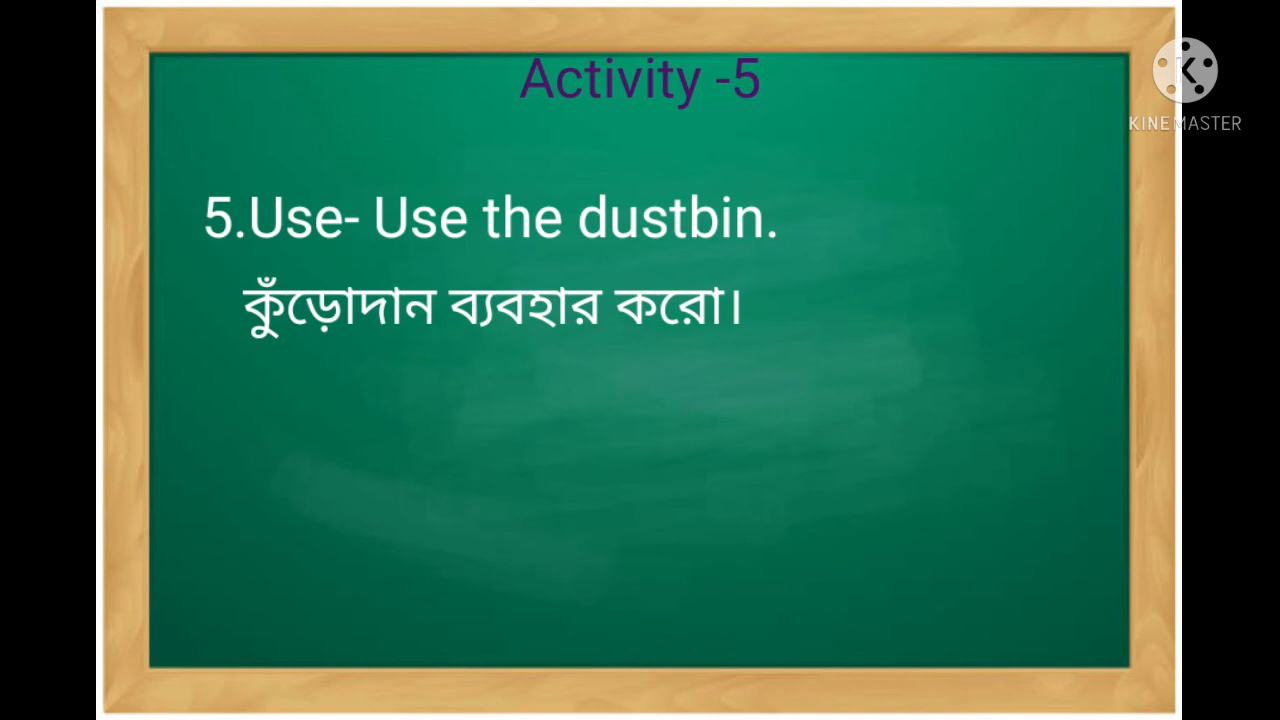 Activity -5
KINEMASTER
5.Use- Use the dustbin.
কুঁড়োদান ব্যবহার করো।